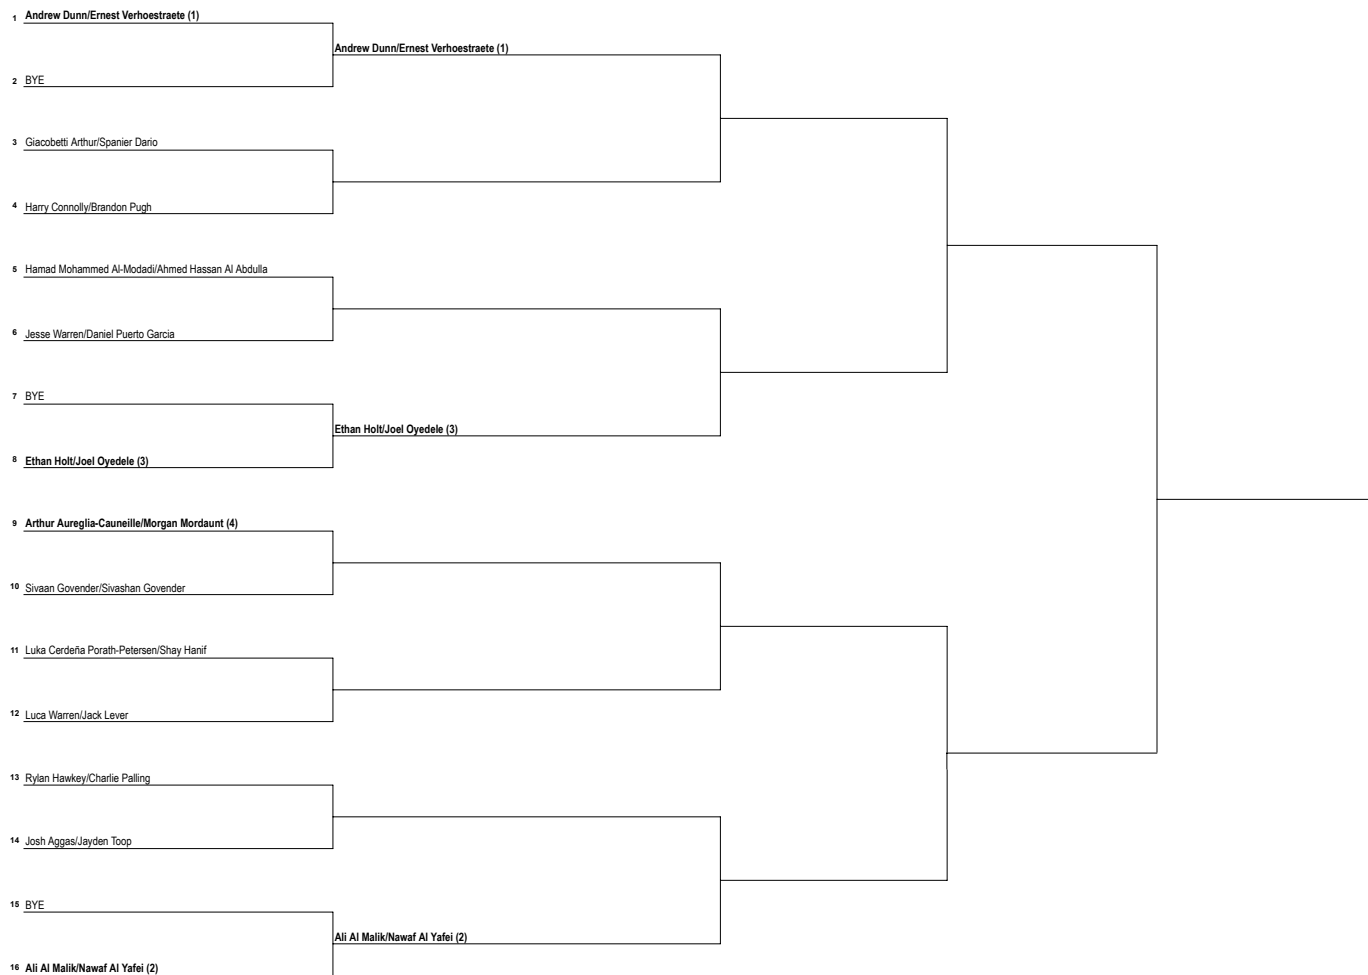 1 Andrew Dunn/Ernest Verhoestraete (1)
Andrew Dunn/Ernest Verhoestraete (1)
2 BYE
3 Giacobetti Arthur/Spanier Dario
4 Harry Connolly/Brandon Pugh
5 Hamad Mohammed Al-Modadi/Ahmed Hassan Al Abdulla
6 Jesse Warren/Daniel Puerto Garcia
7 BYE
Ethan Holt/Joel Oyedele (3)
8 Ethan Holt/Joel Oyedele (3)
9 Arthur Aureglia-Cauneille/Morgan Mordaunt (4)
10 Sivaan Govender/Sivashan Govender
11 Luka Cerdeña Porath-Petersen/Shay Hanif
12 Luca Warren/Jack Lever
13 Rylan Hawkey/Charlie Palling
14 Josh Aggas/Jayden Toop
15 BYE
Ali Al Malik/Nawaf Al Yafei (2)
16 Ali Al Malik/Nawaf Al Yafei (2)